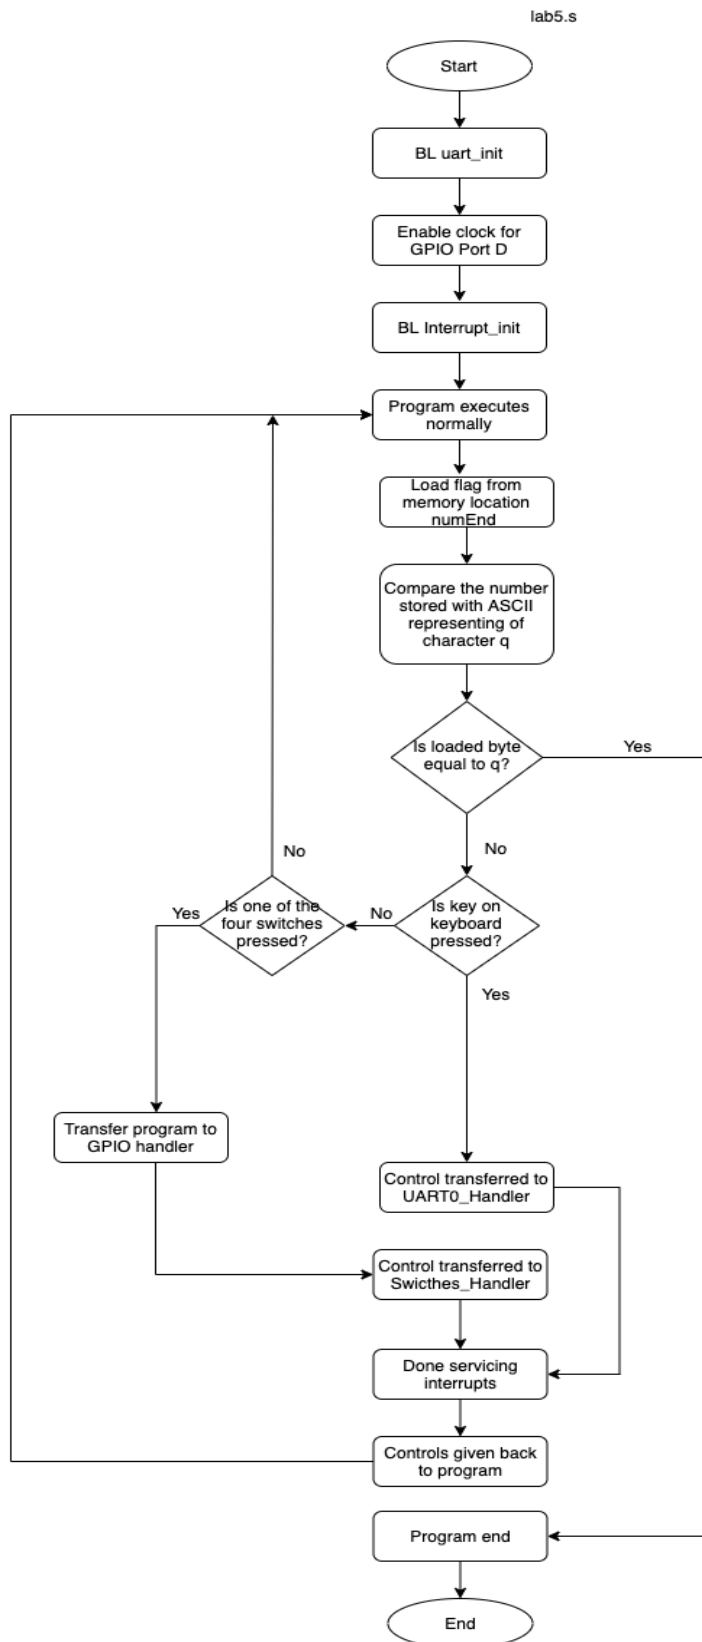 lab5.s
Start
BL uart_init
Enable clock for
GPIO Port D
BL Interrupt_init
Program executes
normally
Load flag from
memory location
numEnd
Compare the number
stored with ASCII
representing of
character q
Is loaded byte
equal to q?
Yes
No
Is key on
keyboard
pressed?
No
Yes
Is one of the
four switches
pressed?
No
Yes
Transfer program to
GPIO handler
Control transferred to
UART0_Handler
Control transferred to
Swicthes_Handler
Done servicing
interrupts
Controls given back
to program
Program end
End